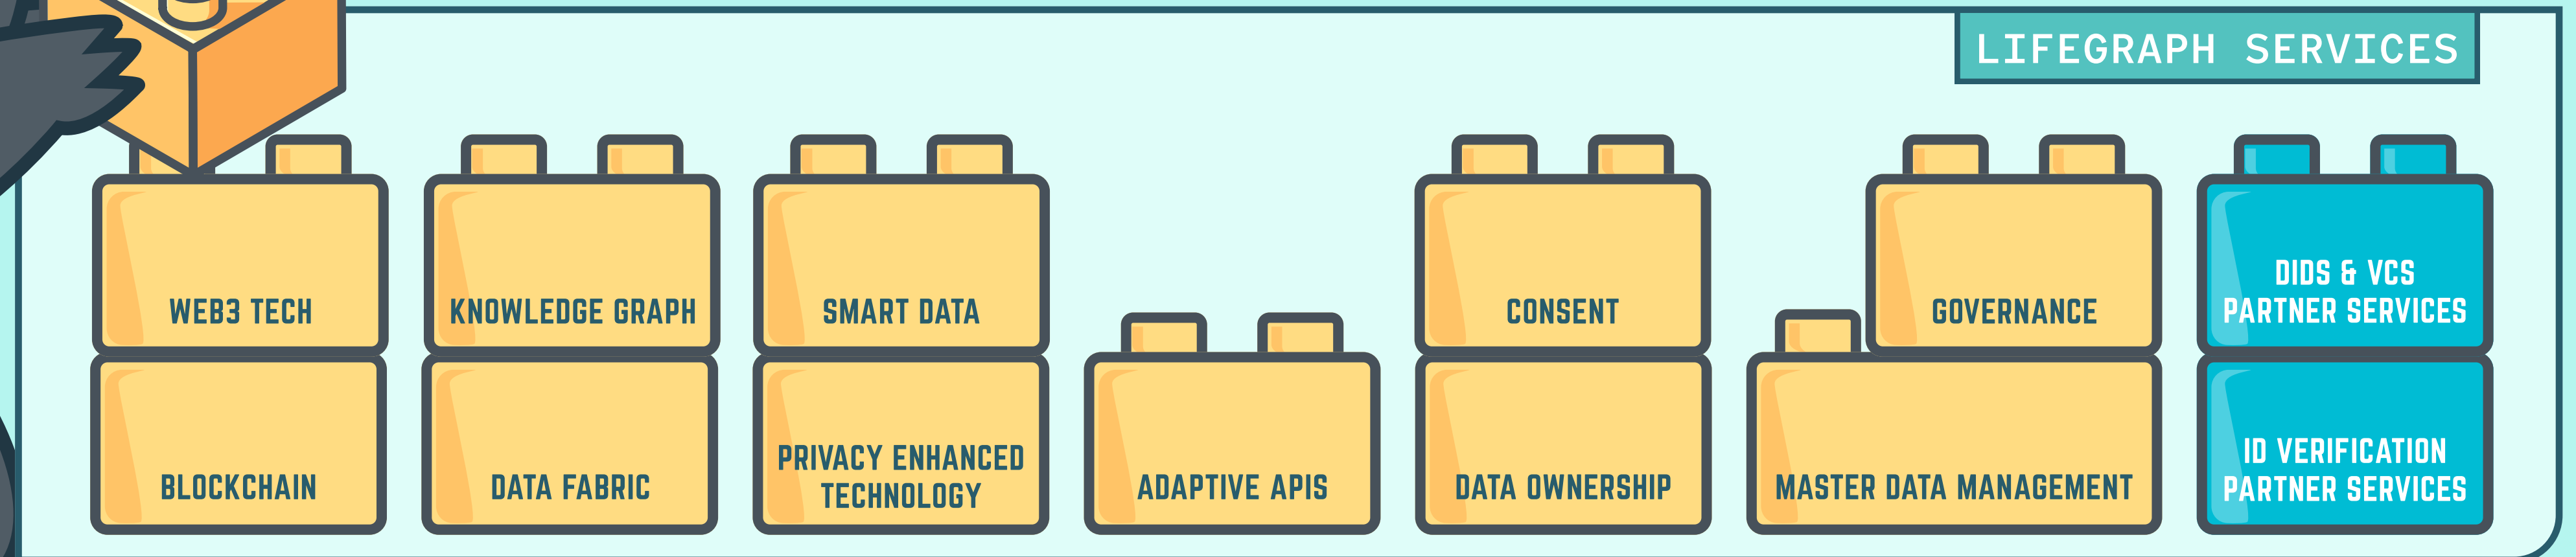 LIFEGRAPH SERVICES
WEB3 TECH
KNOWLEDGE GRAPH
SMART DATA
CONSENT
GOVERNANCE
DIDS & VCS
PARTNER SERVICES
BLOCKCHAIN
DATA FABRIC
PRIVACY ENHANCED
TECHNOLOGY
ADAPTIVE APIS
DATA OWNERSHIP
MASTER DATA MANAGEMENT
ID VERIFICATION
PARTNER SERVICES